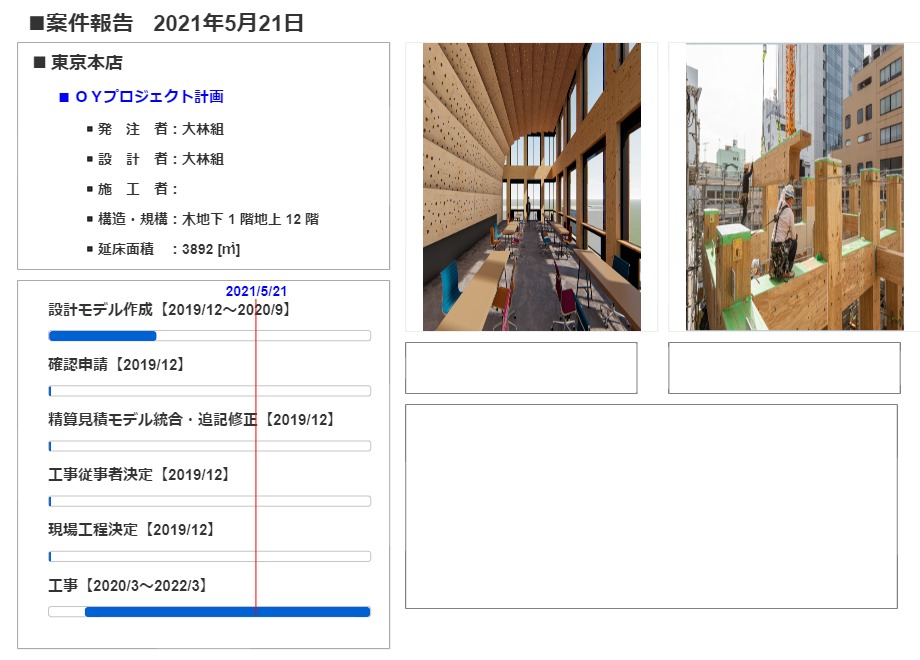 ■案件報告　2021年5月21日
■ 東京本店
■ ＯＹプロジェクト計画
▪ 発　注　者：大林組
▪ 設　計　者：大林組
▪ 施　工　者：
▪ 構造・規構：木地下１階地上 12 階
▪ 延床面積　：3892 [㎡]
2021/5/21
設計モデル作成【2019/12～2020/9】
確認申請【2019/12】
精算見積モデル統合・追記修正【2019/12】
工事従事者決定【2019/12】
現場工程決定【2019/12】
工事【2020/3～2022/3】